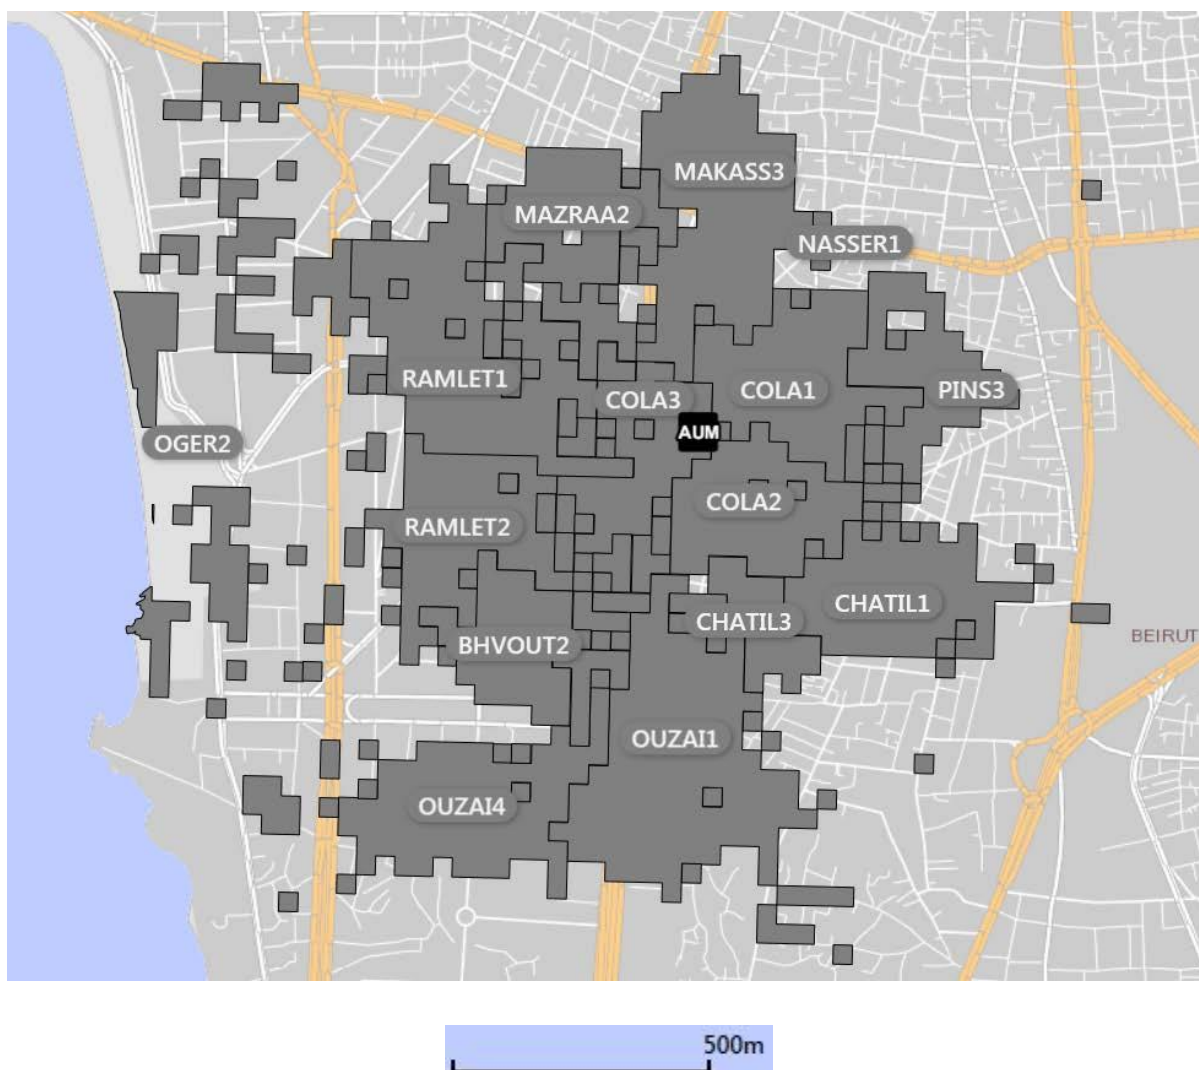 MAKASS3
MAZRAA2
NASSER1
RAMLET1
COLA3
COLA1
PINS3
AUM
OGER2
COLA2
RAMLET2
CHATIL1
CHATIL3
BEIRUT
BHVOUT2
OUZAI1
OUZAI4
500m